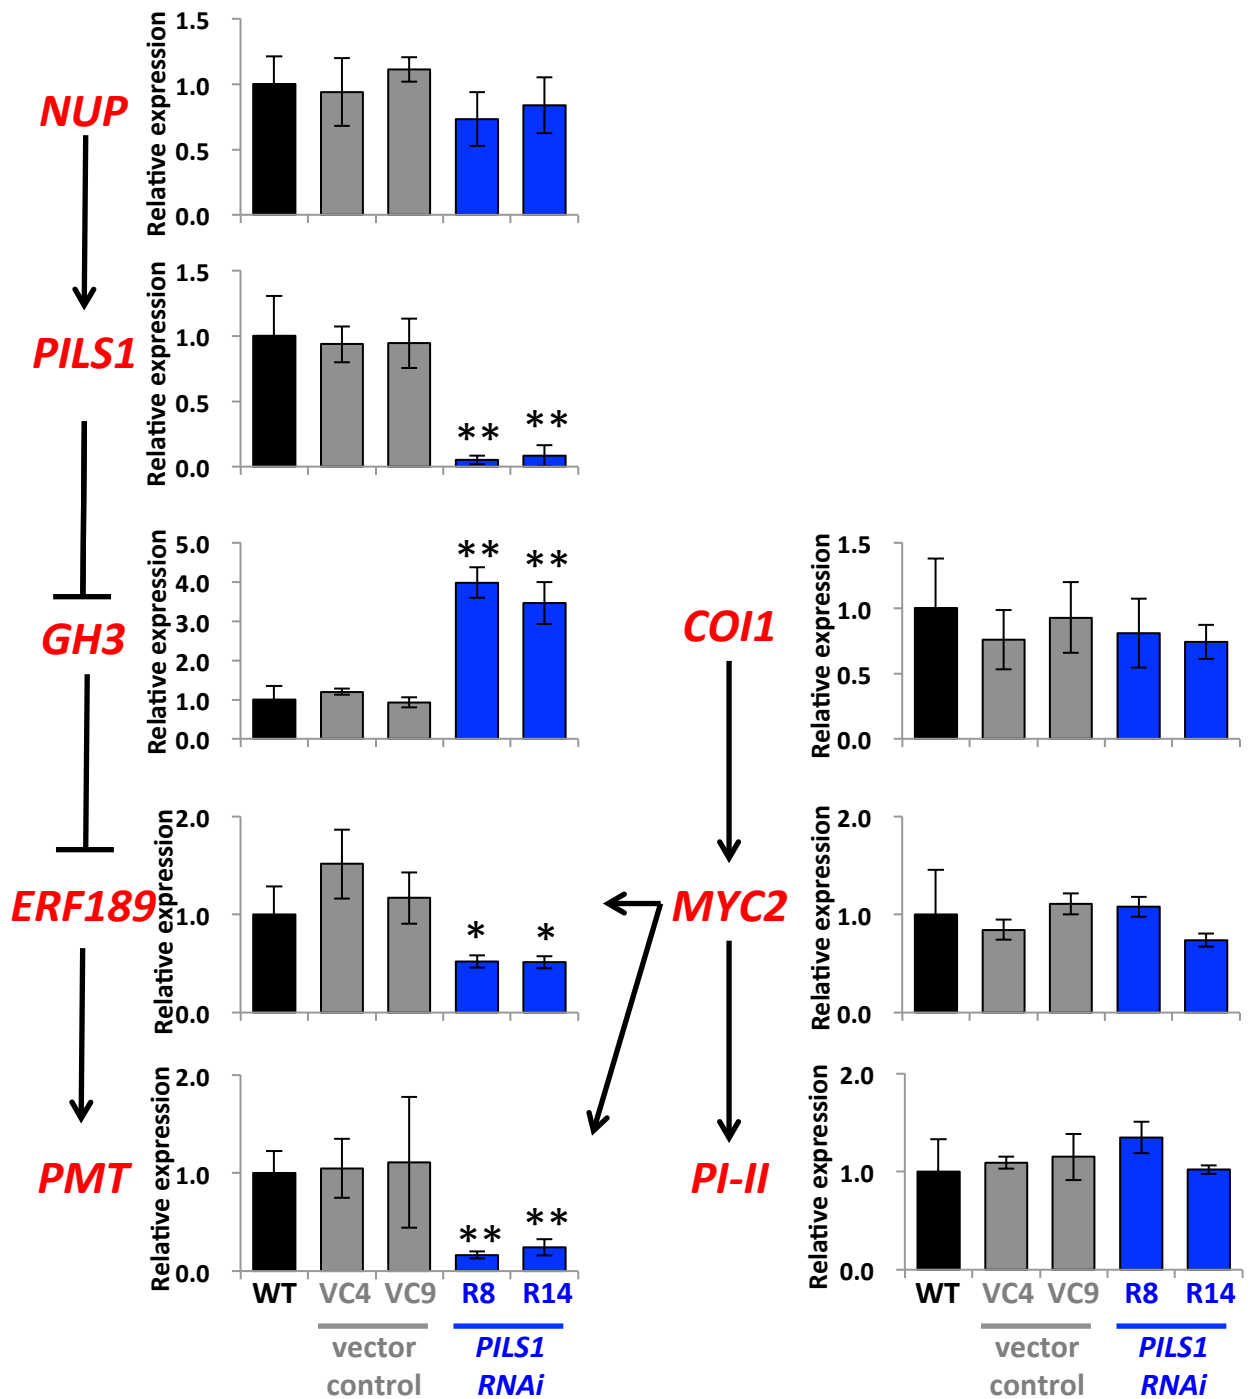 NUP
Relative expression
1.5
1.0
0.5
0.0
PILS1
Relative expression
1.5
1.0
0.5
0.0
**
**
GH3
Relative expression
5.0
4.0
3.0
2.0
1.0
0.0
**
**
COI1
Relative expression
1.5
1.0
0.5
0.0
ERF189
Relative expression
2.0
1.0
0.0
*
*
MYC2
Relative expression
2.0
1.0
0.0
PMT
Relative expression
2.0
1.0
0.0
**
**
WT VC4 VC9 R8 R14
vector
control
PILS1
RNAi
PI-II
Relative expression
2.0
1.0
0.0
WT VC4 VC9 R8 R14
vector
control
PILS1
RNAi